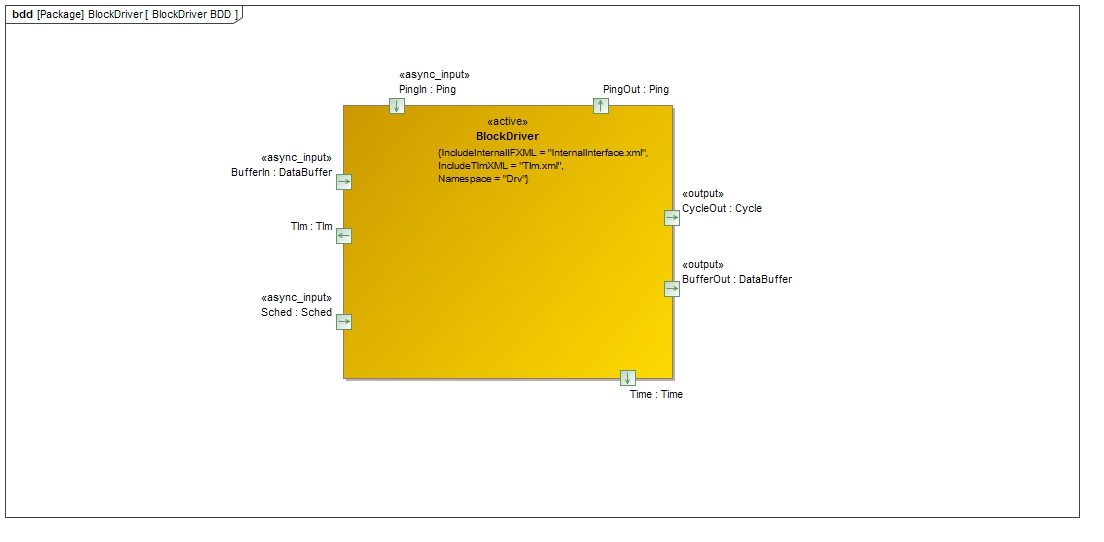 bdd [Package] BlockDriver [ BlockDriver BDD ]
«async_input»
PingIn : Ping
PingOut : Ping
«active»
BlockDriver
{IncludeInternalIFXML = "InternalInterface.xml",
IncludeTlmXML = "Tlm.xml",
Namespace = "Drv"}
«async_input»
BufferIn : DataBuffer
«output»
CycleOut : Cycle
Tlm : Tlm
«output»
BufferOut : DataBuffer
«async_input»
Sched : Sched
Time : Time